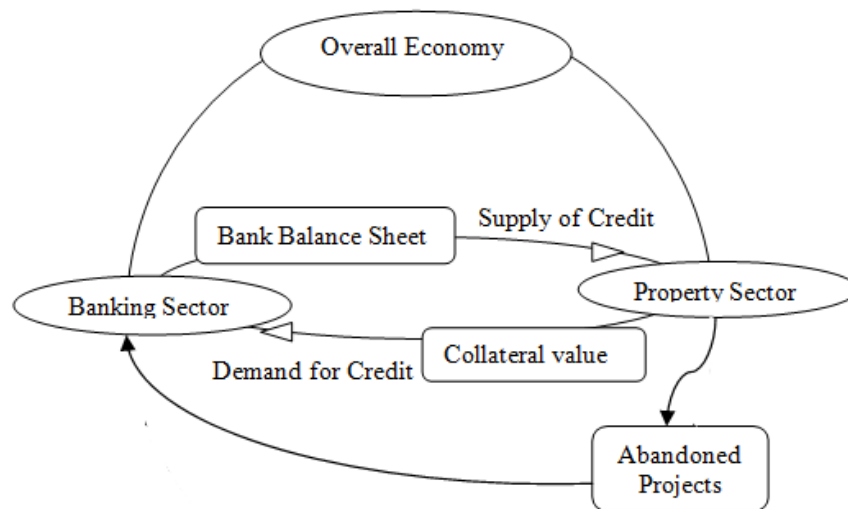 Overall Economy
Supply of Credit
Bank Balance Sheet
Banking Sector
Property Sector
Collateral value
Demand for Credit
Abandoned
Projects